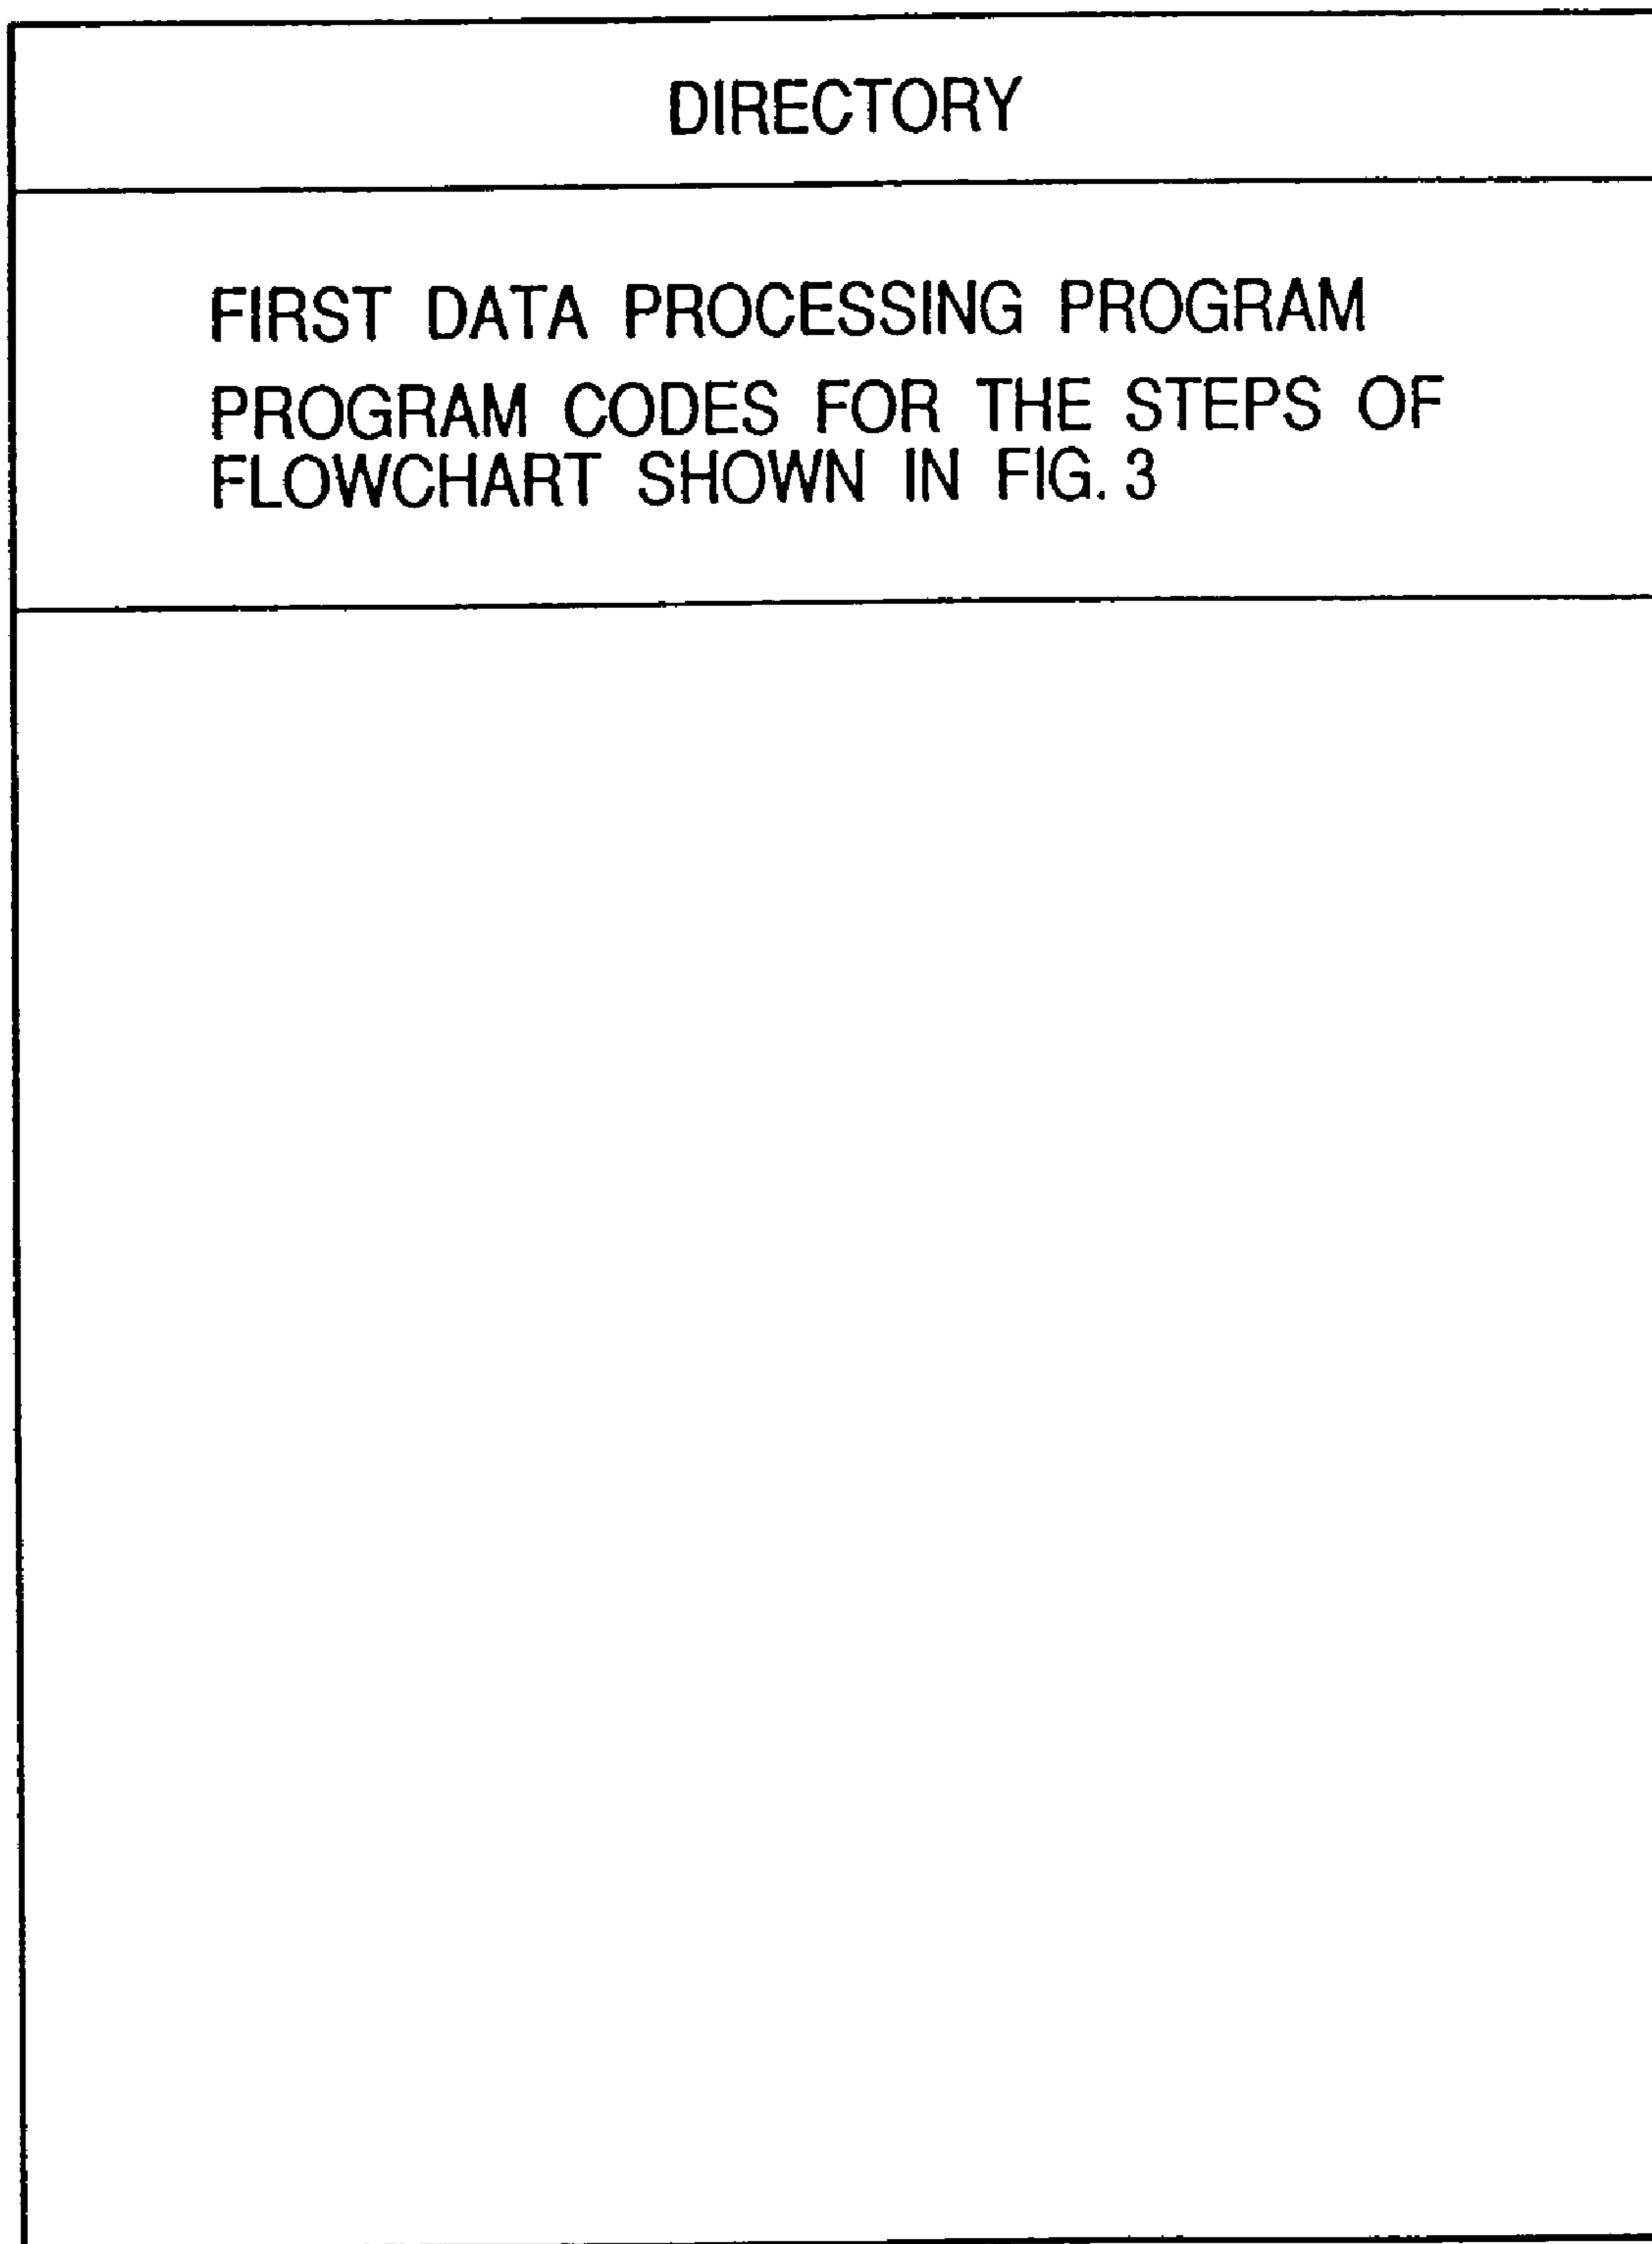 DIRECTORY
FIRST DATA PROCESSING PROGRAM
PROGRAM CODES FOR THE STEPS OF
FLOWCHART SHOWN IN FIG. 3